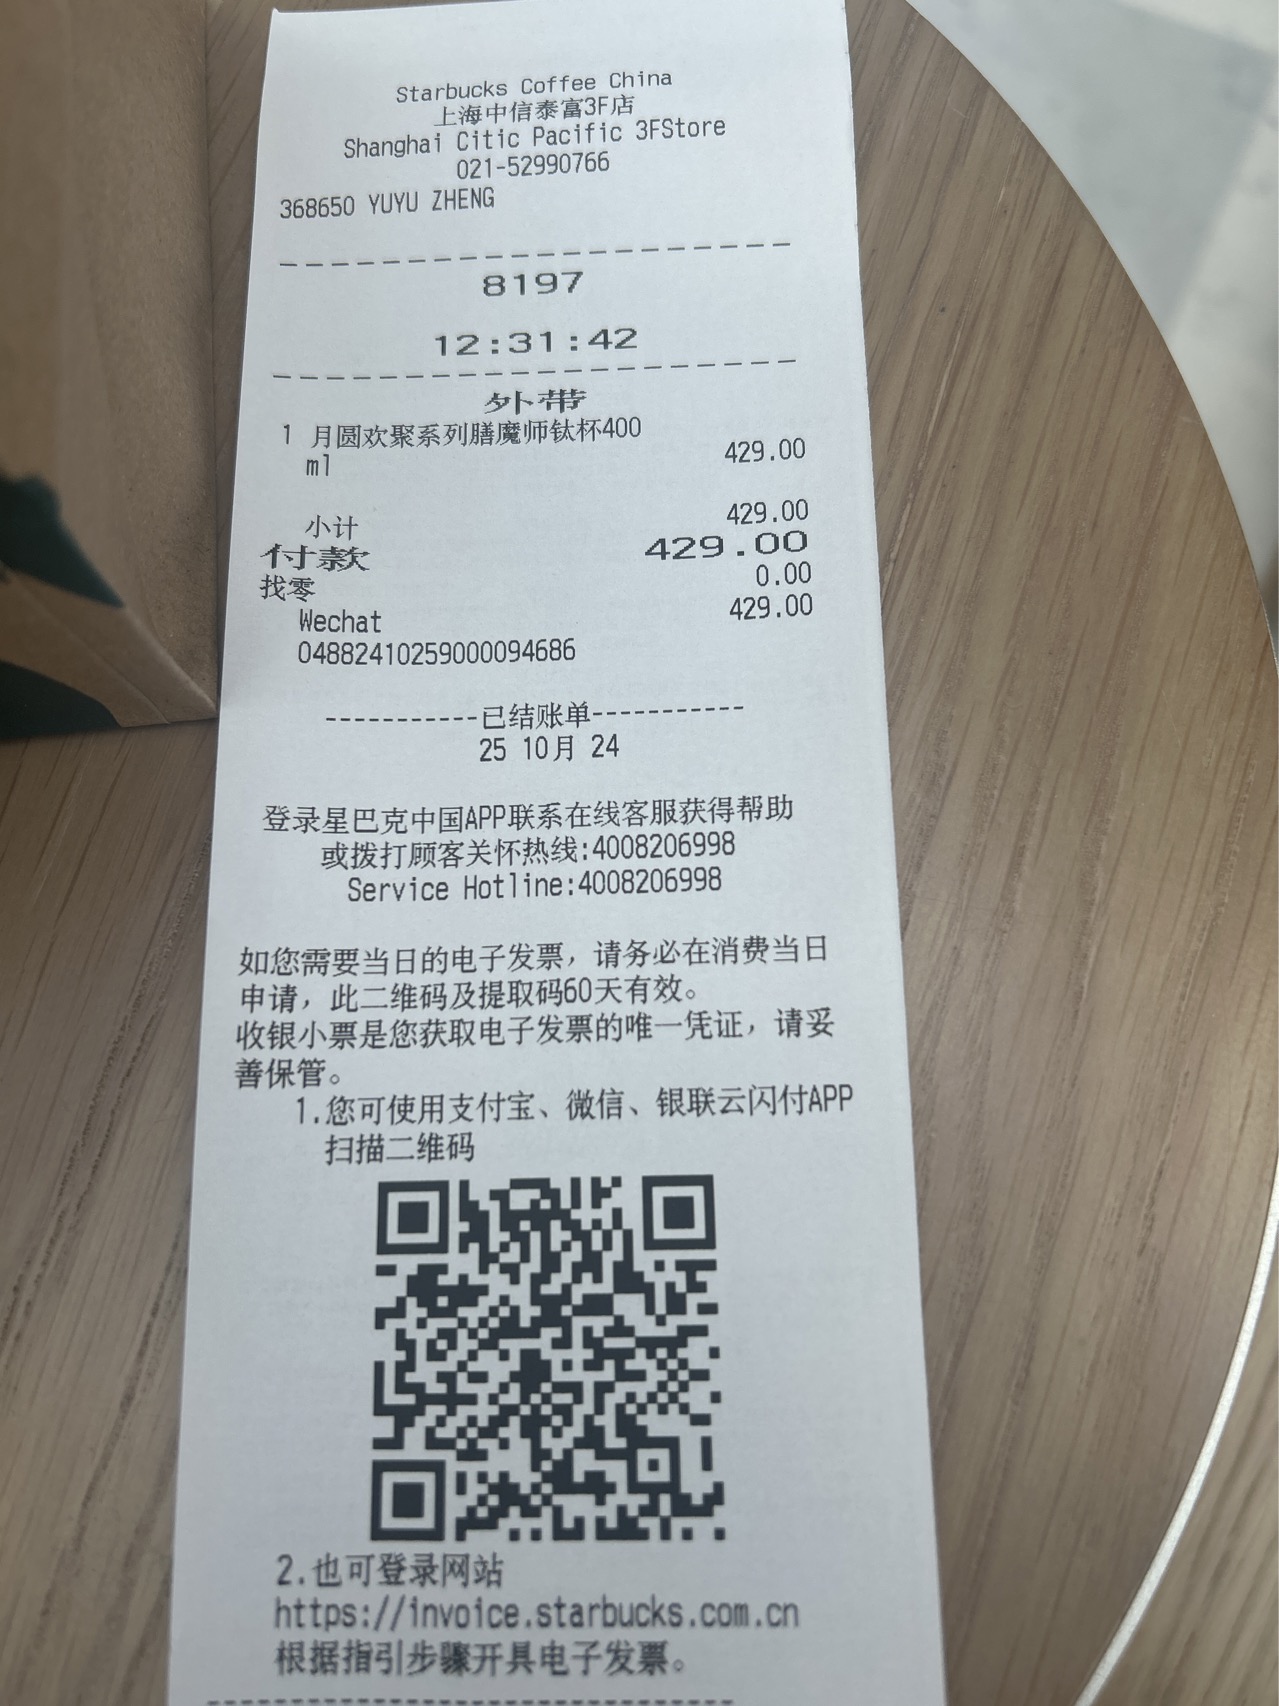 Starbucks Coffee China
上海中信泰富3F店
Shanghai Citic Pacific 3FStore
021-52990766
368650 YUYU ZHENG
8197
12:31:42
外带
1 月圆欢聚系列膳魔师钛杯400
ml 429.00
小计 429.00
付款 429.00
找零 0.00
Wechat 429.00
04882410259000094686
-----------已结账单-----------
25 10月 24
登录星巴克中国APP联系在线客服获得帮助
或拨打顾客关怀热线:4008206998
Service Hotline:4008206998
如您需要当日的电子发票，请务必在消费当日
申请，此二维码及提取码60天有效。
收银小票是您获取电子发票的唯一凭证，请妥
善保管。
1.您可使用支付宝、微信、银联云闪付APP
扫描二维码
2.也可登录网站
https://invoice.starbucks.com.cn
根据指引步骤开具电子发票。